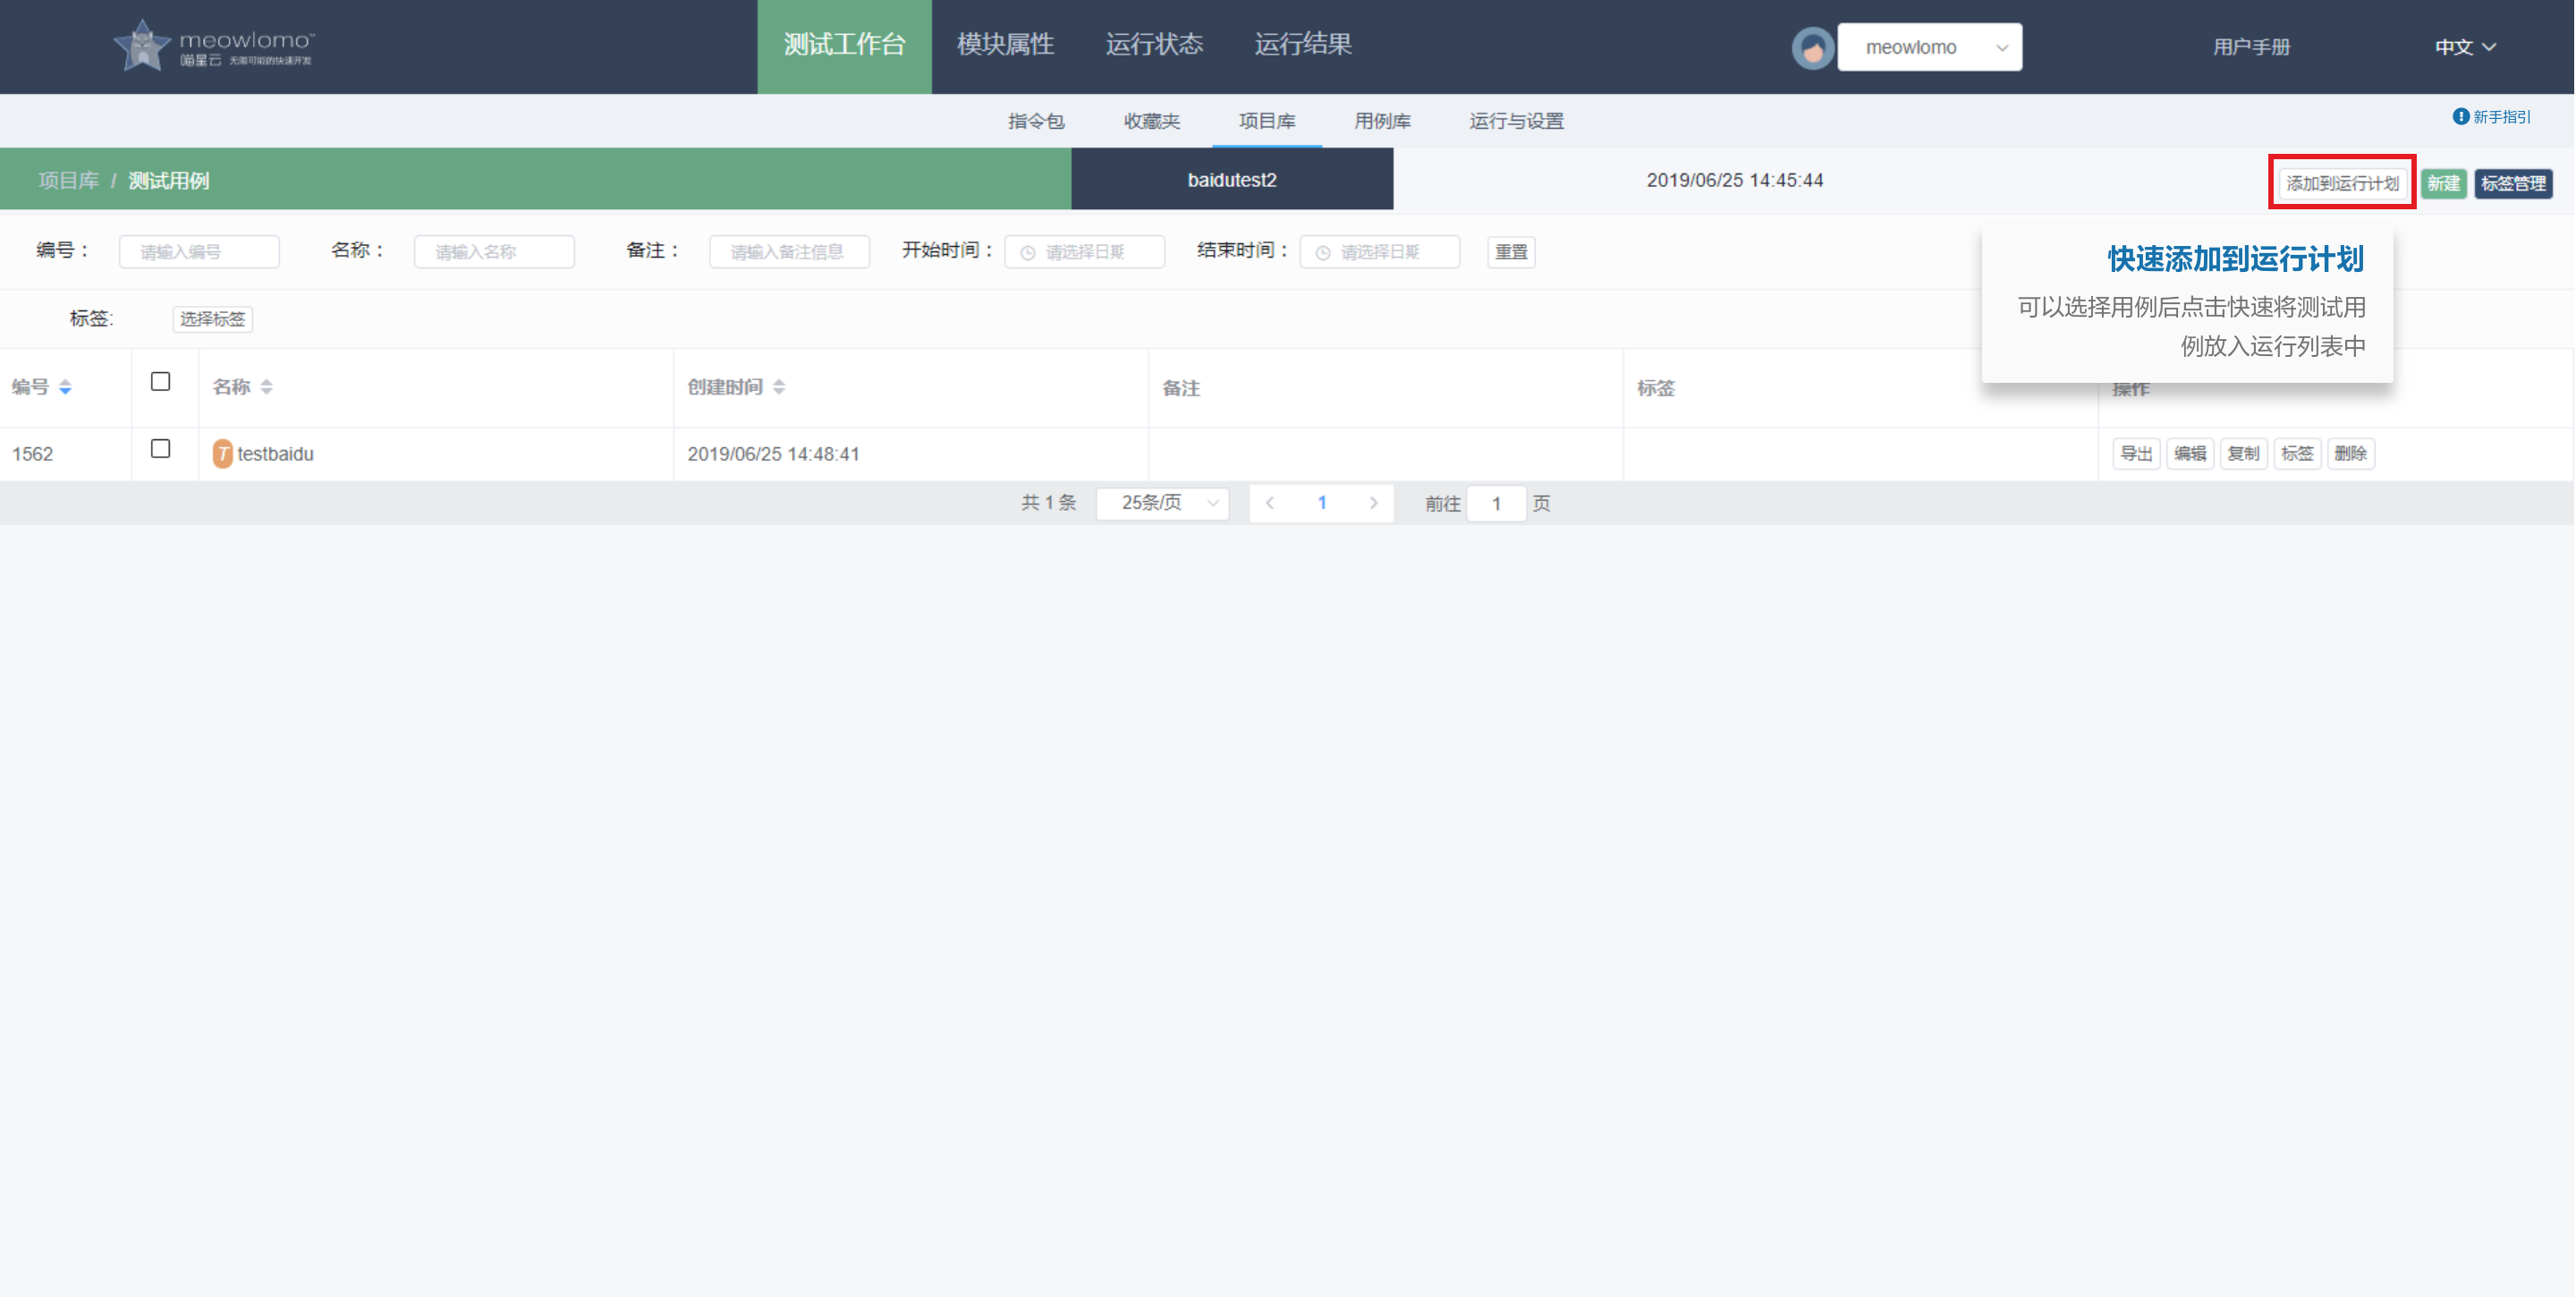 meowlomo™
喵星云 无限可能的快速开发
测试工作台 模块属性 运行状态 运行结果
meowlomo
用户手册
中文
指令包 收藏夹 项目库 用例库 运行与设置
新手指引
项目库 / 测试用例
baidutest2
2019/06/25 14:45:44
添加到运行计划 新建 标签管理
编号： 请输入编号 名称： 请输入名称 备注： 请输入备注信息 开始时间： 请选择日期 结束时间： 请选择日期 重置
快速添加到运行计划
可以选择用例后点击快速将测试用
例放入运行列表中
标签: 选择标签
编号 名称 创建时间 备注 标签 操作
1562 T testbaidu 2019/06/25 14:48:41 导出 编辑 复制 标签 删除
共 1 条 25条/页 1 前往 1 页